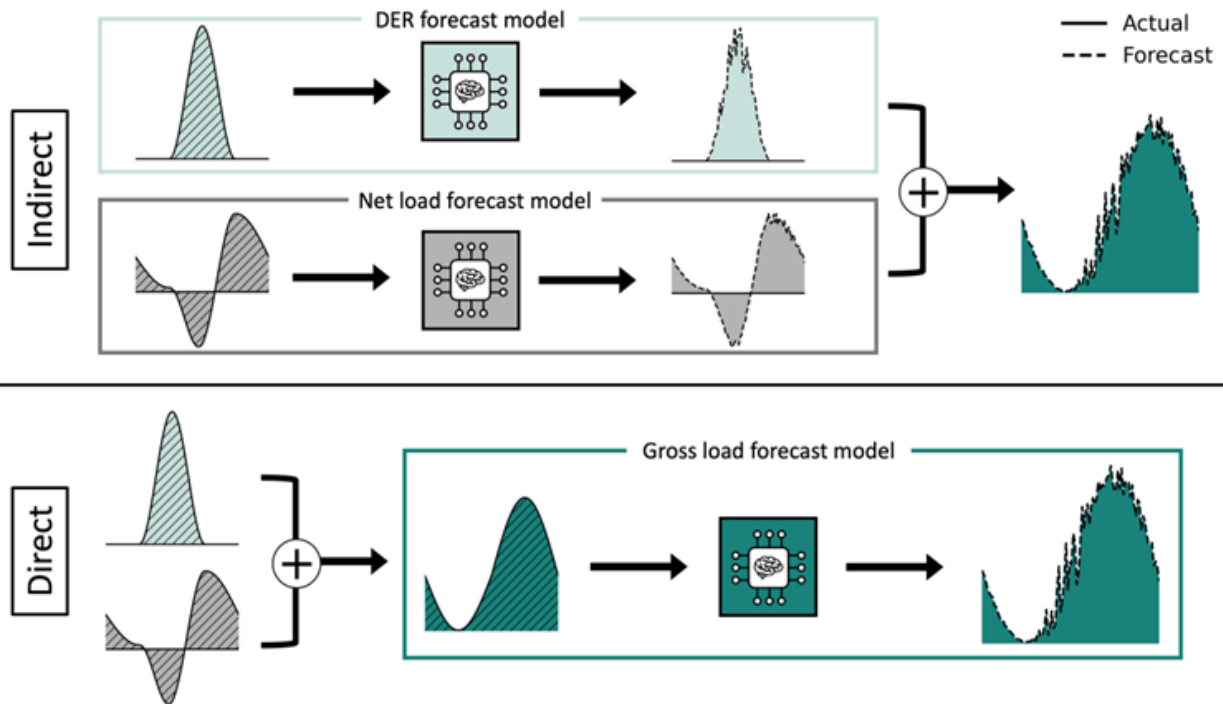 DER forecast model
Actual
Forecast
Indirect
Net load forecast model
Direct
Gross load forecast model